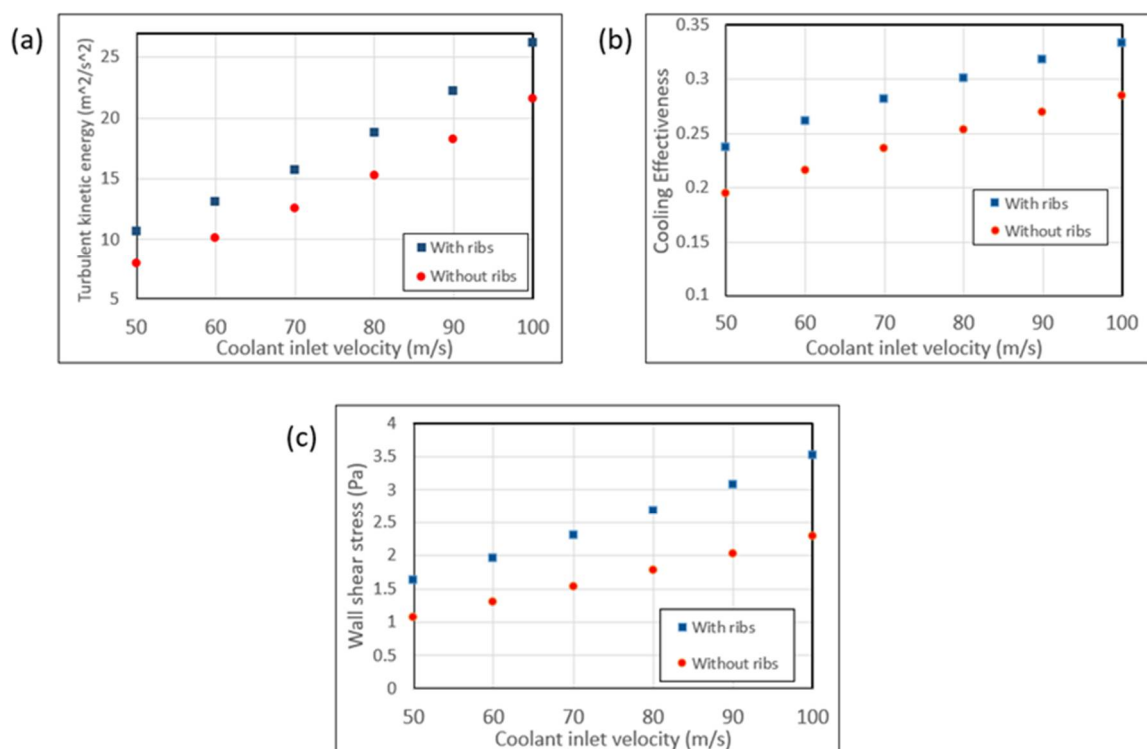 (a)
Turbulent kinetic energy (m^2/s^2)
25
20
15
10
5
With ribs
Without ribs
50 60 70 80 90 100
Coolant inlet velocity (m/s)
(b)
Cooling Effectiveness
0.35
0.3
0.25
0.2
0.15
0.1
With ribs
Without ribs
50 60 70 80 90 100
Coolant inlet velocity (m/s)
(c)
Wall shear stress (Pa)
4
3.5
3
2.5
2
1.5
1
0.5
0
With ribs
Without ribs
50 60 70 80 90 100
Coolant inlet velocity (m/s)